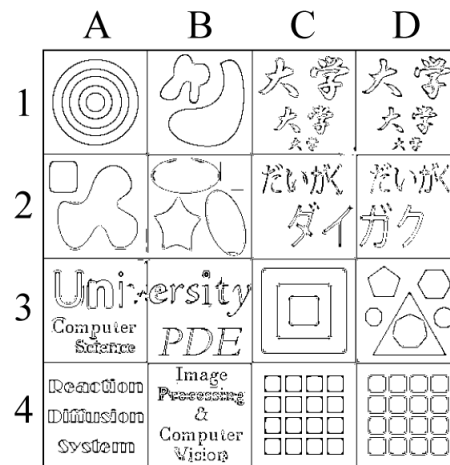 A B C D
1
大学 大学
大学 大学
大学 大学
2
だいがく だいがく
ダイガク
3
University
Computer
Science
PDE
4
Reaction
Diffusion
System
Image
Processing
&
Computer
Vision